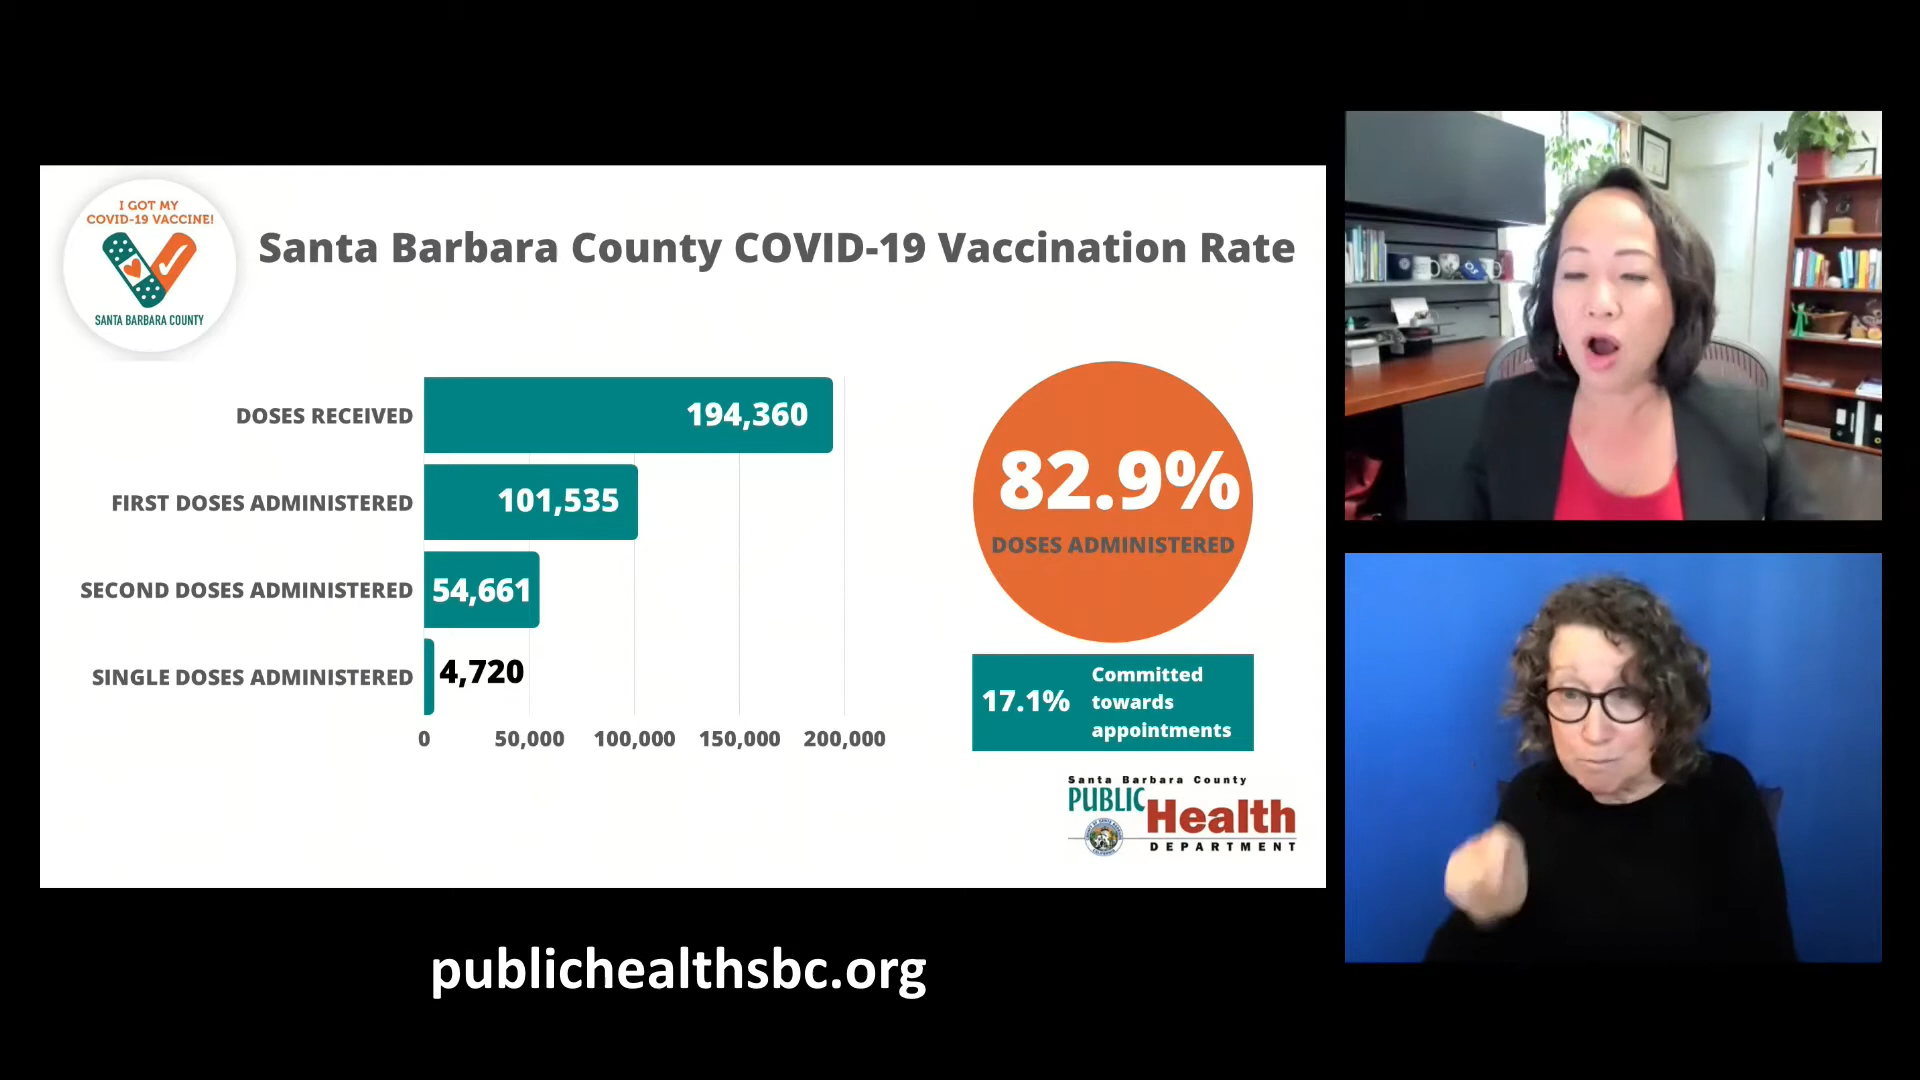 I GOT MY
COVID-19 VACCINE!
SANTA BARBARA COUNTY
Santa Barbara County COVID-19 Vaccination Rate
DOSES RECEIVED
194,360
FIRST DOSES ADMINISTERED
101,535
SECOND DOSES ADMINISTERED
54,661
SINGLE DOSES ADMINISTERED
4,720
0
50,000
100,000
150,000
200,000
82.9%
DOSES ADMINISTERED
17.1%
Committed
towards
appointments
Santa Barbara County
PUBLIC
Health
DEPARTMENT
publichealthsbc.org